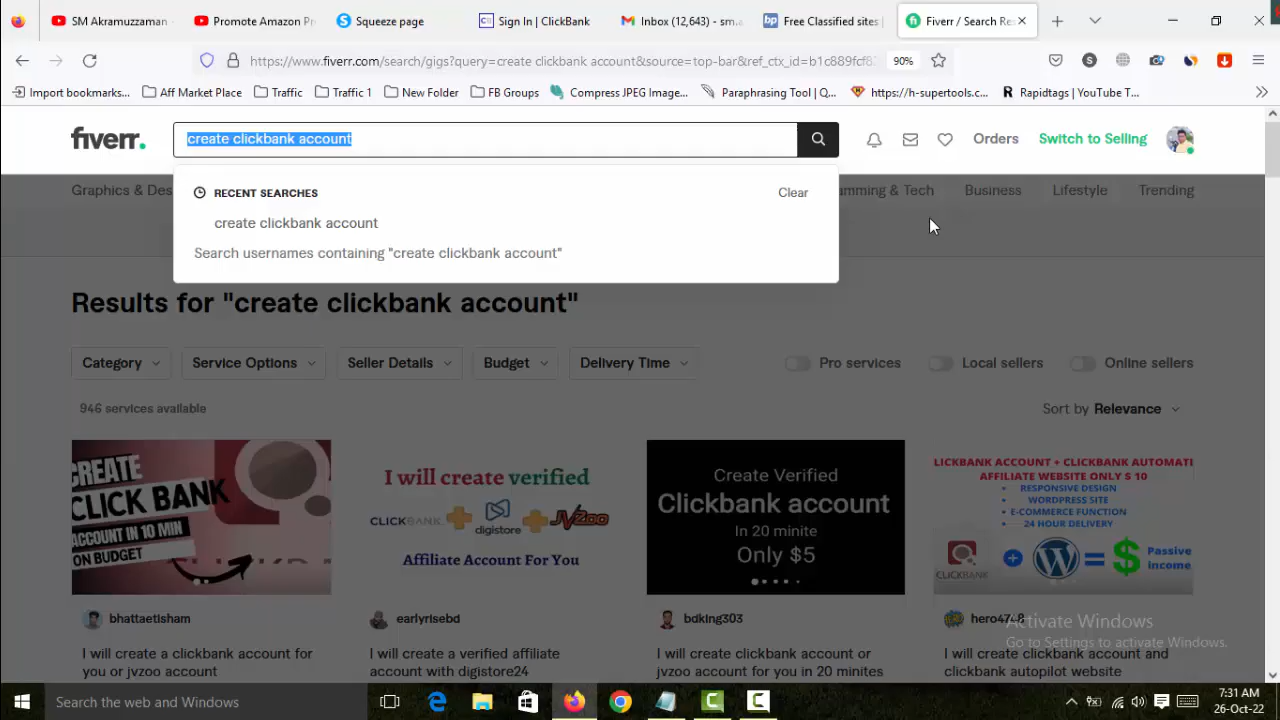 SM Akramuzzaman
Promote Amazon Pr
Squeeze page
Sign In | ClickBank
Inbox (12,643) - sm.a
Free Classified sites
Fiverr / Search Res
https://www.fiverr.com/search/gigs?query=create clickbank account&source=top-bar&ref_ctx_id=b1c889fcf8
90%
Import bookmarks...
Aff Market Place
Traffic
Traffic 1
New Folder
FB Groups
Compress JPEG Image...
Paraphrasing Tool | Q...
https://h-supertools.c...
Rapidtags | YouTube T...
fiverr.
create clickbank account
Orders
Switch to Selling
Graphics & Des
RECENT SEARCHES
Clear
amming & Tech
Business
Lifestyle
Trending
create clickbank account
Search usernames containing "create clickbank account"
Results for "create clickbank account"
Category
Service Options
Seller Details
Budget
Delivery Time
Pro services
Local sellers
Online sellers
946 services available
Sort by Relevance
CREATE
CLICK BANK
ACCOUNT IN 10 MIN
ON BUDGET
I will create verified
CLICKBANK.
digistore
JVZoo
Affiliate Account For You
Create Verified
Clickbank account
In 20 minite
Only $5
LICKBANK ACCOUNT + CLICKBANK AUTOMATI
AFFILIATE WEBSITE ONLY $ 10
• RESPONSIVE DESIGN
• WORDPRESS SITE
• E-COMMERCE FUNCTION
• 24 HOUR DELIVERY
CLICKBANK
Passive
income
bhattaetisham
earlyrisebd
bdking303
hero4748
I will create a clickbank account for
you or jvzoo account
I will create a verified affiliate
account with digistore24
I will create clickbank account or
jvzoo account for you in 20 minites
I will create clickbank account and
clickbank autopilot website
Activate Windows
Go to Settings to activate Windows.
Search the web and Windows
7:31 AM
26-Oct-22